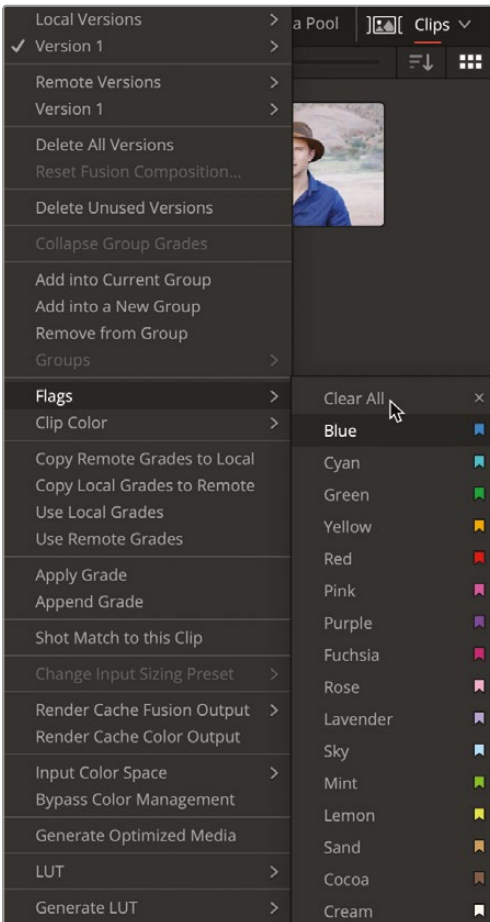 Local Versions
Version 1
Remote Versions
Version 1
Delete All Versions
Reset Fusion Composition...
Delete Unused Versions
Collapse Group Grades
Add into Current Group
Add into a New Group
Remove from Group
Groups
Flags
Clip Color
Copy Remote Grades to Local
Copy Local Grades to Remote
Use Local Grades
Use Remote Grades
Apply Grade
Append Grade
Shot Match to this Clip
Change Input Sizing Preset
Render Cache Fusion Output
Render Cache Color Output
Input Color Space
Bypass Color Management
Generate Optimized Media
LUT
Generate LUT
a Pool Clips
Clear All
Blue
Cyan
Green
Yellow
Red
Pink
Purple
Fuchsia
Rose
Lavender
Sky
Mint
Lemon
Sand
Cocoa
Cream